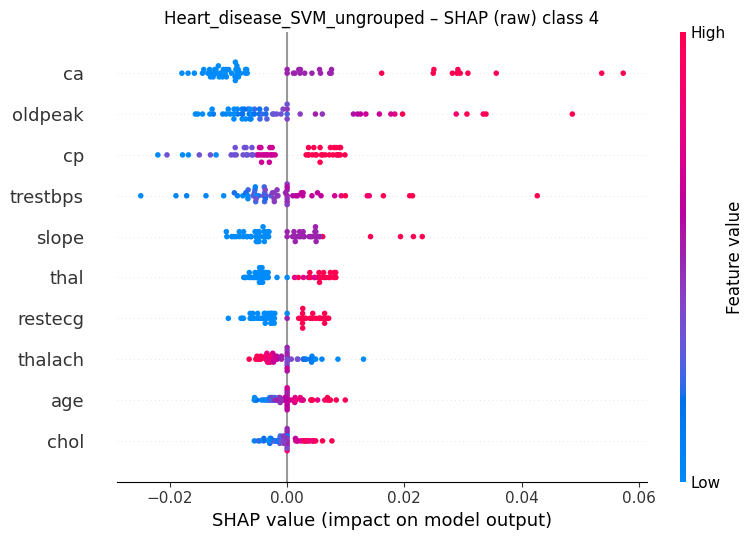 Heart_disease_SVM_ungrouped – SHAP (raw) class 4
High
ca
oldpeak
cp
trestbps
slope
thal
restecg
thalach
age
chol
Feature value
Low
−0.02 0.00 0.02 0.04 0.06
SHAP value (impact on model output)